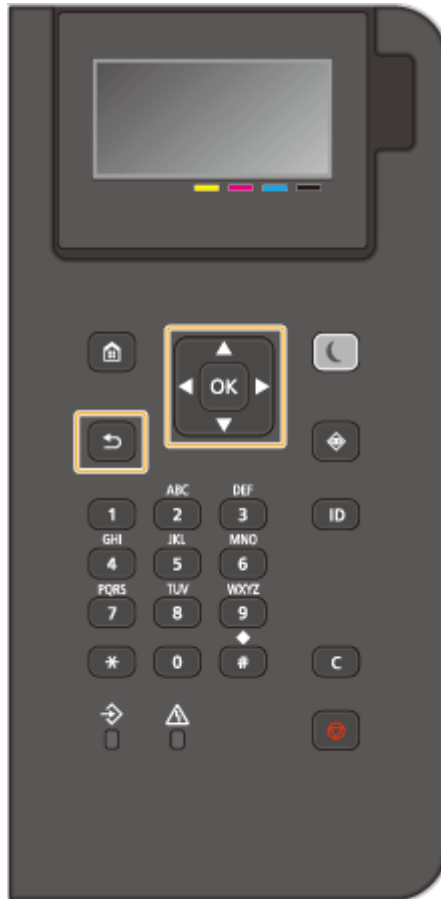 OK
ABC DEF
1 2 3 ID
GHI JKL MNO
4 5 6
PQRS TUV WXYZ
7 8 9
* 0 # C